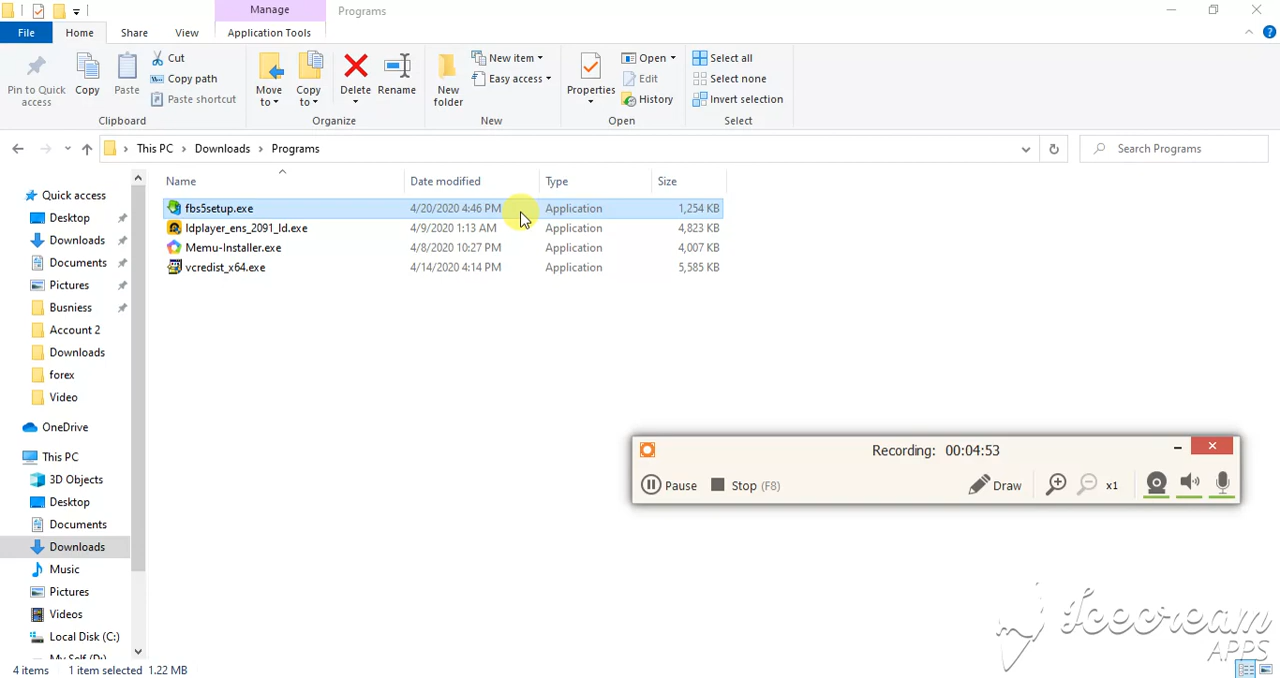 Manage
Programs
File
Home
Share
View
Application Tools
Pin to Quick access
Copy
Paste
Cut
Copy path
Paste shortcut
Clipboard
Move to
Copy to
Delete
Rename
Organize
New folder
New item
Easy access
New
Properties
Open
Edit
History
Open
Select all
Select none
Invert selection
Select
This PC > Downloads > Programs
Search Programs
Name Date modified Type Size
fbs5setup.exe 4/20/2020 4:46 PM Application 1,254 KB
ldplayer_ens_2091_ld.exe 4/9/2020 1:13 AM Application 4,823 KB
Memu-Installer.exe 4/8/2020 10:27 PM Application 4,007 KB
vcredist_x64.exe 4/14/2020 4:14 PM Application 5,585 KB
Quick access
Desktop
Downloads
Documents
Pictures
Busniess
Account 2
Downloads
forex
Video
OneDrive
This PC
3D Objects
Desktop
Documents
Downloads
Music
Pictures
Videos
Local Disk (C:)
My Self (D:)
Recording: 00:04:53
Pause
Stop (F8)
Draw
x1
Icecream
APPS
4 items 1 item selected 1.22 MB